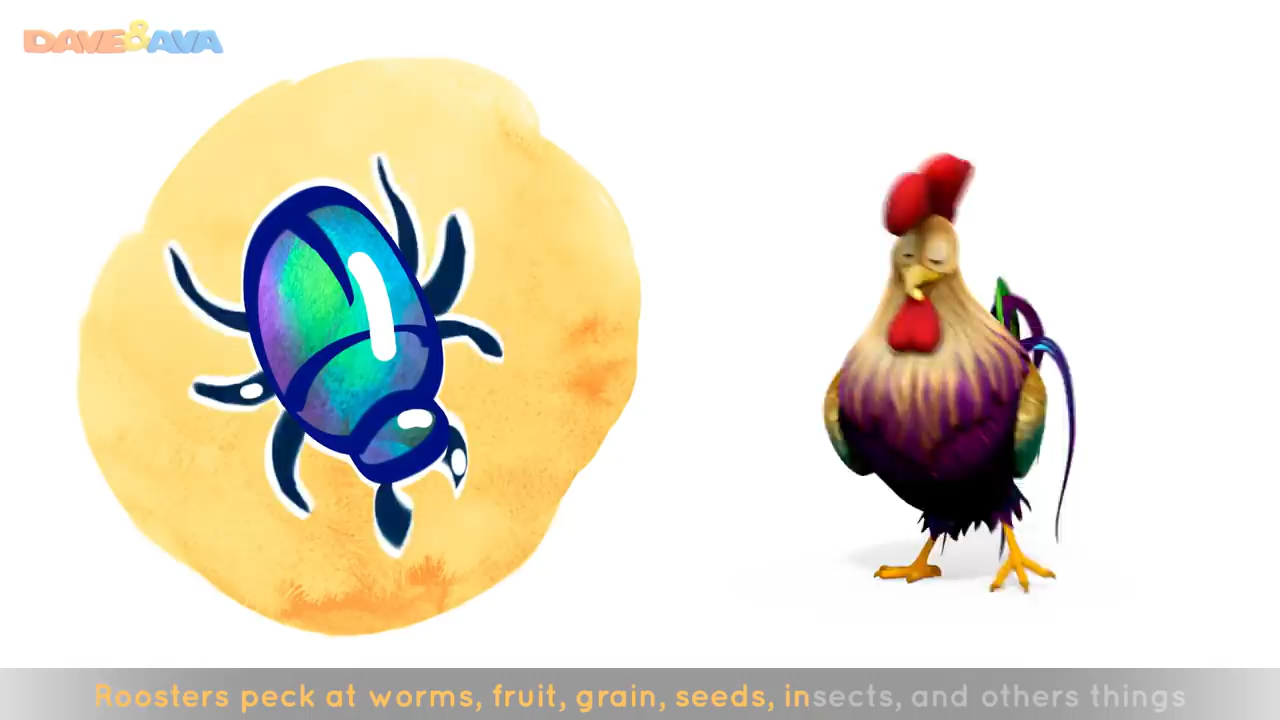 DAVE&AVA
Roosters peck at worms, fruit, grain, seeds, insects, and others things